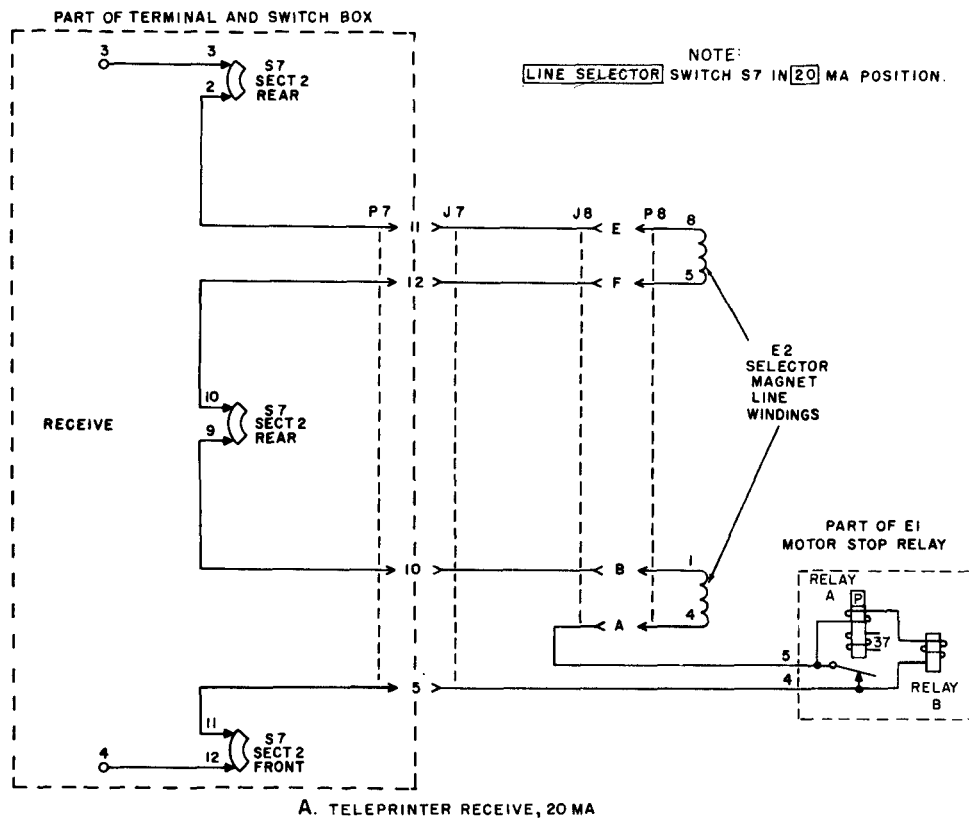 PART OF TERMINAL AND SWITCH BOX
NOTE:
LINE SELECTOR SWITCH S7 IN 20 MA POSITION.
3
3
S7
SECT 2
REAR
2
P7
11
J7
J8
E
P8
8
12
F
5
E2
SELECTOR
MAGNET
LINE
WINDINGS
RECEIVE
10
S7
SECT 2
REAR
9
10
B
1
A
4
PART OF E1
MOTOR STOP RELAY
RELAY
A
P
37
5
4
RELAY
B
5
11
S7
SECT 2
FRONT
4
12
A. TELEPRINTER RECEIVE, 20 MA